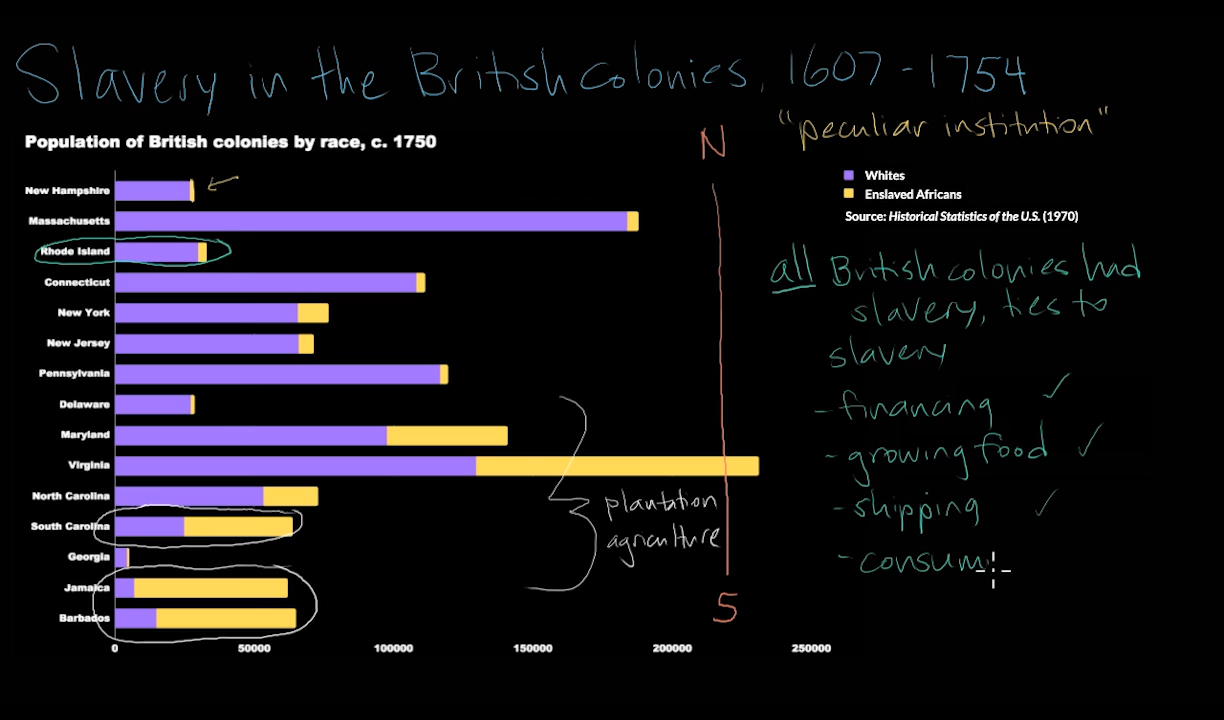 Slavery in the British colonies, 1607-1754
"peculiar institution"
Population of British colonies by race, c. 1750
N
Whites
Enslaved Africans
Source: Historical Statistics of the U.S. (1970)
New Hampshire
Massachusetts
Rhode Island
Connecticut
New York
New Jersey
Pennsylvania
Delaware
Maryland
Virginia
North Carolina
South Carolina
Georgia
Jamaica
Barbados
0 50000 100000 150000 200000 250000
plantation
agriculture
S
all British colonies had
slavery, ties to
slavery
- financing
- growing food
- shipping
- consum